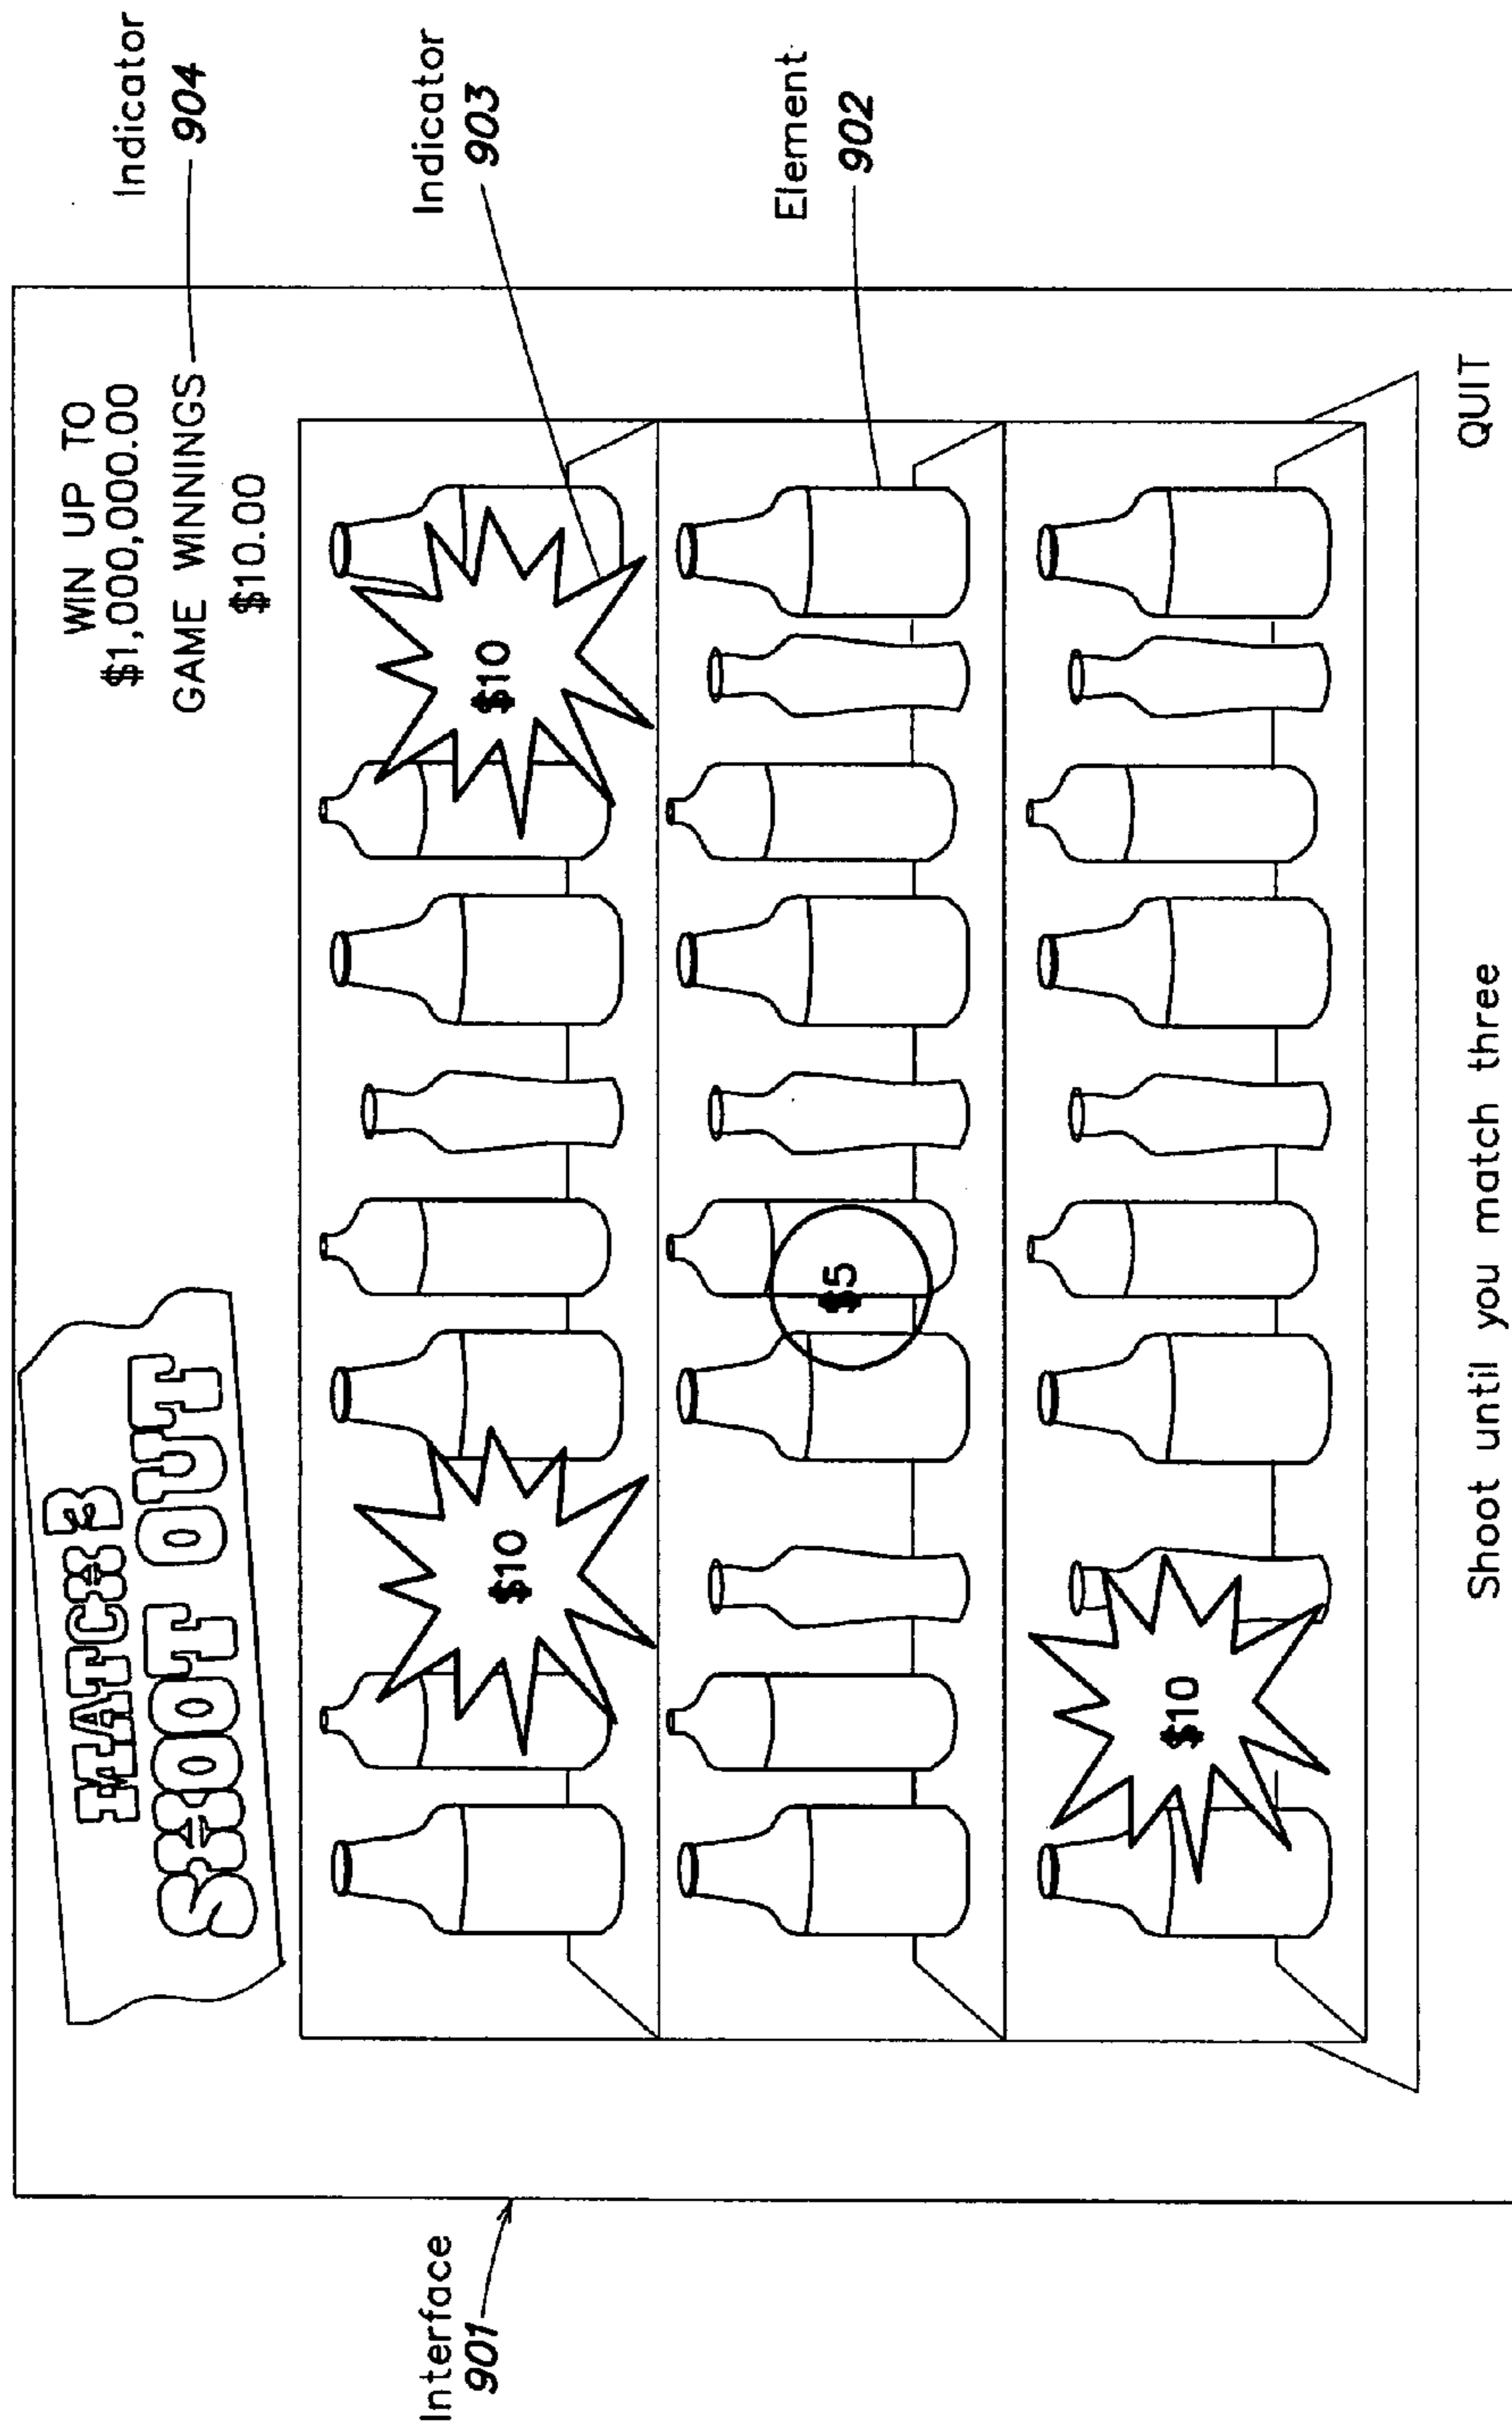 MATCH 3
SHOOT OUT
WIN UP TO
$1,000,000.00
GAME WINNINGS
$10.00
Indicator
904
Indicator
903
Element
902
Interface
901
$10
$10
$5
$10
Shoot until you match three
QUIT